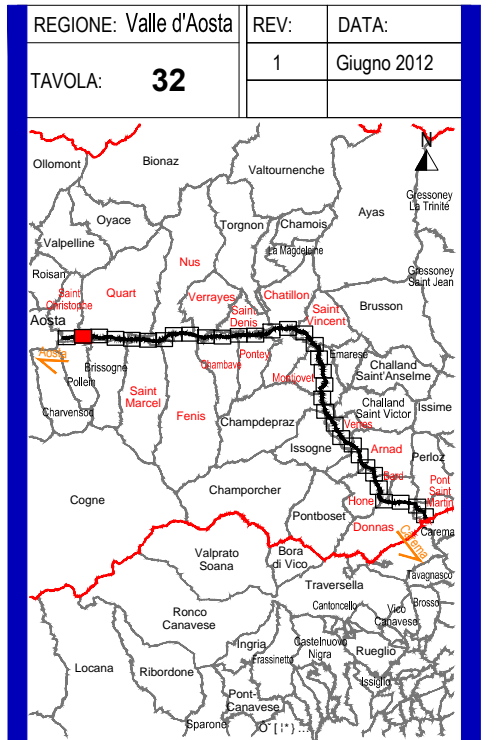 REGIONE: Valle d'Aosta
REV:
DATA:
TAVOLA: 32
1
Giugno 2012
N
Ollomont
Bionaz
Valtournenche
Gressoney
La Trinité
Oyace
Torgnon
Chamois
Ayas
Valpelline
La Magdeleine
Roisan
Nus
Gressoney
Saint Jean
Saint
Christophe
Quart
Verrayes
Saint
Denis
Chatillon
Saint
Vincent
Brusson
Aosta
Aosta
Brissogne
Chambave
Pontey
Emarese
Pollein
Saint
Marcel
Montjovet
Challand
Saint'Anselme
Charvensod
Fenis
Champdepraz
Challand
Saint Victor
Issime
Verres
Issogne
Arnad
Perloz
Bard
Pont
Saint
Martin
Cogne
Champorcher
Hone
Pontboset
Donnas
Carema
Carema
Valprato
Soana
Bora
di Vico
Tavagnasco
Traversella
Ronco
Canavese
Cantoncello
Vico
Canavese
Brosso
Ingria
Castelnuovo
Nigra
Rueglio
Frassinetto
Locana
Ribordone
Issiglio
Pont-
Canavese
Sparone